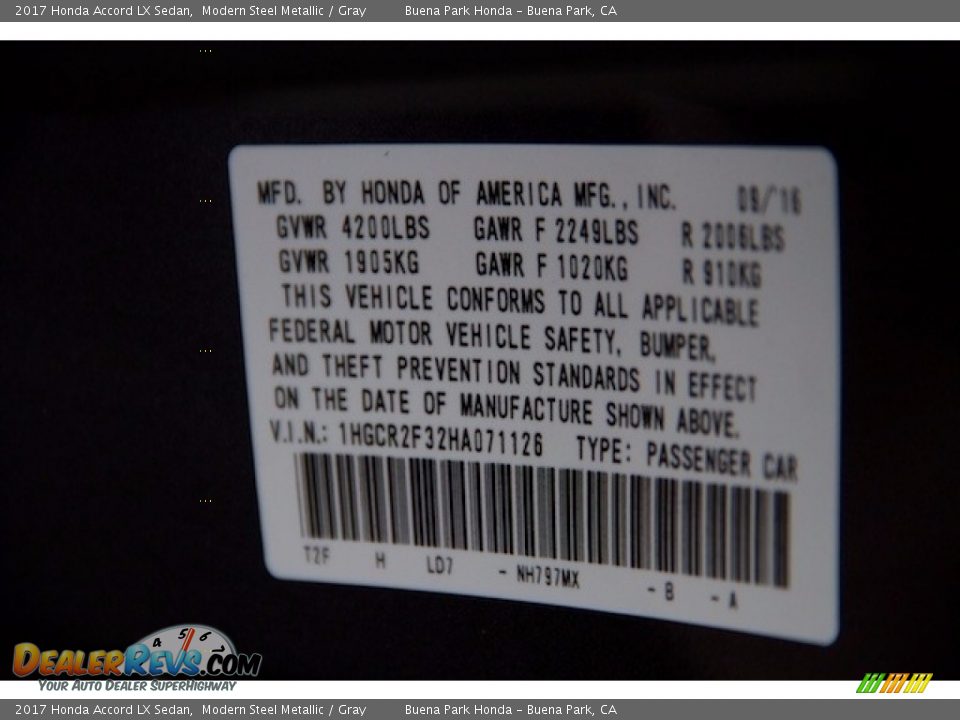 2017 Honda Accord LX Sedan, Modern Steel Metallic / Gray Buena Park Honda - Buena Park, CA
MFD. BY HONDA OF AMERICA MFG., INC. 09/'16
GVWR 4200LBS GAWR F 2249LBS R 2006LBS
GVWR 1905KG GAWR F 1020KG R 910KG
THIS VEHICLE CONFORMS TO ALL APPLICABLE
FEDERAL MOTOR VEHICLE SAFETY, BUMPER,
AND THEFT PREVENTION STANDARDS IN EFFECT
ON THE DATE OF MANUFACTURE SHOWN ABOVE.
V.I.N.: 1HGCR2F32HA071126 TYPE: PASSENGER CAR
T2F H LD7 - NH797MX - B - A
4 5 6 7
DEALERREVS.COM
YOUR AUTO DEALER SUPERHIGHWAY
2017 Honda Accord LX Sedan, Modern Steel Metallic / Gray Buena Park Honda - Buena Park, CA